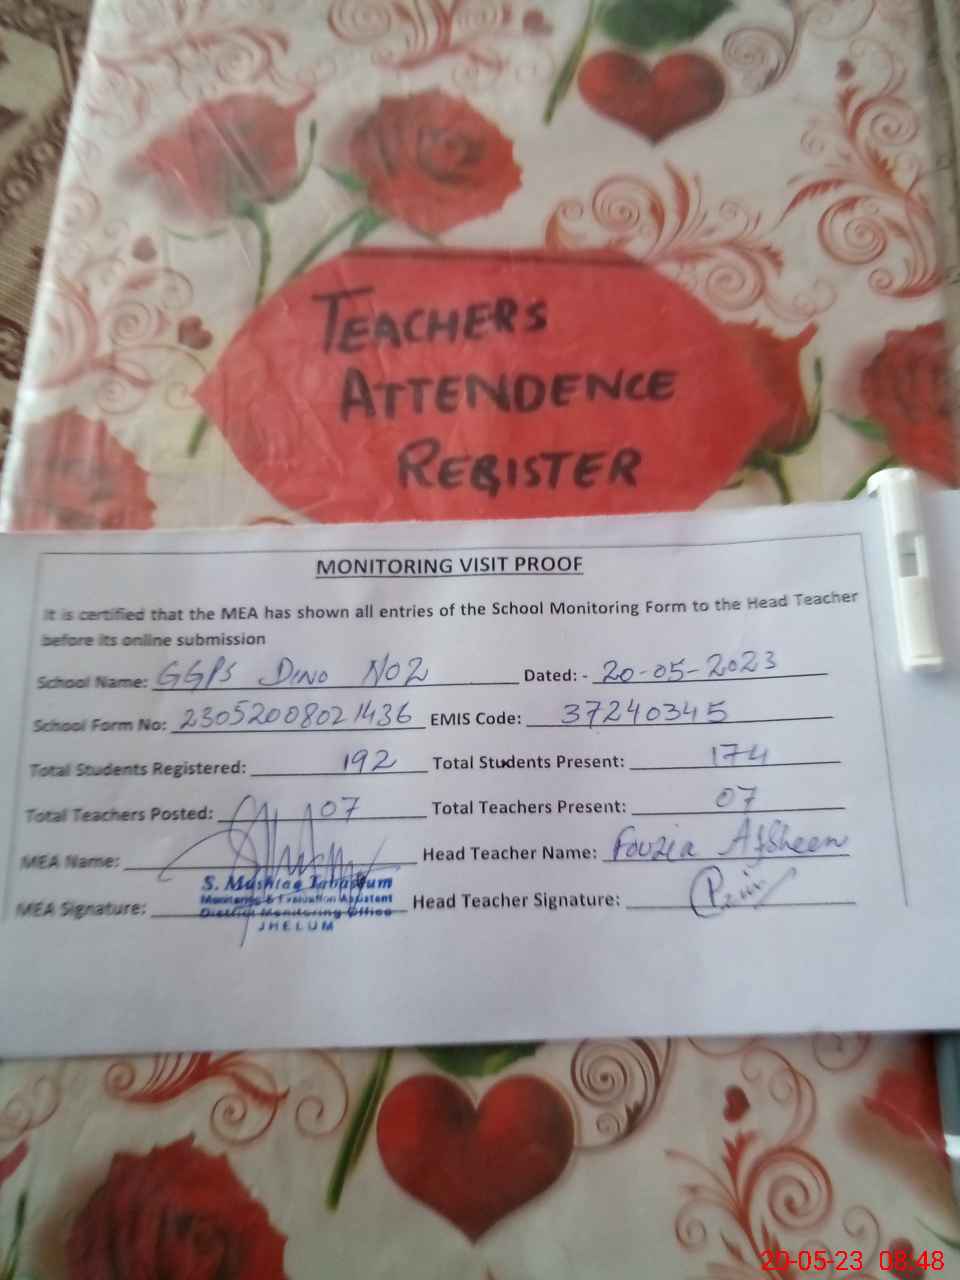 TEACHERS
ATTENDENCE
REGISTER
MONITORING VISIT PROOF
It is certified that the MEA has shown all entries of the School Monitoring Form to the Head Teacher
before its online submission
School Name: GGPS DINO NO2 Dated: - 20-05-2023
School Form No: 23052008021436 EMIS Code: 37240345
Total Students Registered: 192 Total Students Present: 174
Total Teachers Posted: 07 Total Teachers Present: 07
MEA Name: Head Teacher Name: Fouzia Afsheen
S. Mushtaq Tabassum
Monitoring & Evaluation Assistant
MEA Signature: District Monitoring Office Head Teacher Signature:
JHELUM
20-05-23 08:48